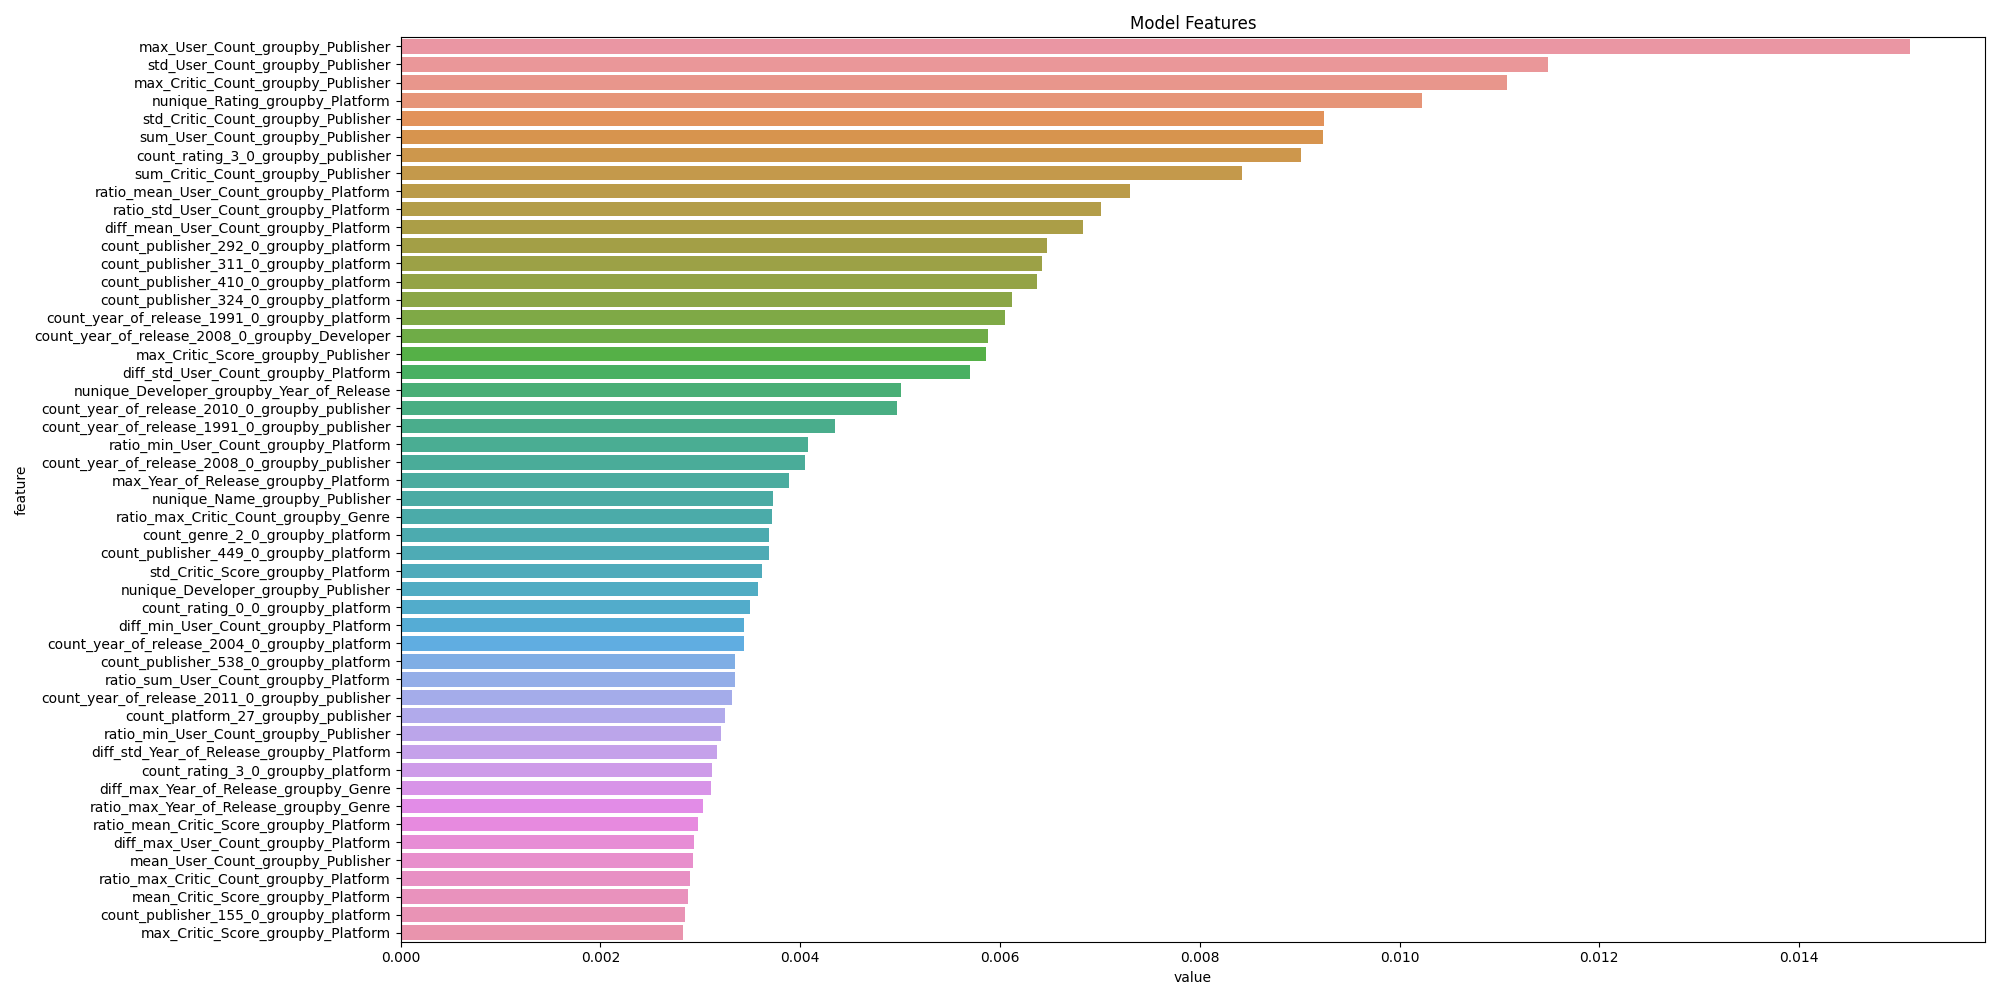 Model Features
feature
max_User_Count_groupby_Publisher
std_User_Count_groupby_Publisher
max_Critic_Count_groupby_Publisher
nunique_Rating_groupby_Platform
std_Critic_Count_groupby_Publisher
sum_User_Count_groupby_Publisher
count_rating_3_0_groupby_publisher
sum_Critic_Count_groupby_Publisher
ratio_mean_User_Count_groupby_Platform
ratio_std_User_Count_groupby_Platform
diff_mean_User_Count_groupby_Platform
count_publisher_292_0_groupby_platform
count_publisher_311_0_groupby_platform
count_publisher_410_0_groupby_platform
count_publisher_324_0_groupby_platform
count_year_of_release_1991_0_groupby_platform
count_year_of_release_2008_0_groupby_Developer
max_Critic_Score_groupby_Publisher
diff_std_User_Count_groupby_Platform
nunique_Developer_groupby_Year_of_Release
count_year_of_release_2010_0_groupby_publisher
count_year_of_release_1991_0_groupby_publisher
ratio_min_User_Count_groupby_Platform
count_year_of_release_2008_0_groupby_publisher
max_Year_of_Release_groupby_Platform
nunique_Name_groupby_Publisher
ratio_max_Critic_Count_groupby_Genre
count_genre_2_0_groupby_platform
count_publisher_449_0_groupby_platform
std_Critic_Score_groupby_Platform
nunique_Developer_groupby_Publisher
count_rating_0_0_groupby_platform
diff_min_User_Count_groupby_Platform
count_year_of_release_2004_0_groupby_platform
count_publisher_538_0_groupby_platform
ratio_sum_User_Count_groupby_Platform
count_year_of_release_2011_0_groupby_publisher
count_platform_27_groupby_publisher
ratio_min_User_Count_groupby_Publisher
diff_std_Year_of_Release_groupby_Platform
count_rating_3_0_groupby_platform
diff_max_Year_of_Release_groupby_Genre
ratio_max_Year_of_Release_groupby_Genre
ratio_mean_Critic_Score_groupby_Platform
diff_max_User_Count_groupby_Platform
mean_User_Count_groupby_Publisher
ratio_max_Critic_Count_groupby_Platform
mean_Critic_Score_groupby_Platform
count_publisher_155_0_groupby_platform
max_Critic_Score_groupby_Platform
0.000 0.002 0.004 0.006 0.008 0.010 0.012 0.014
value